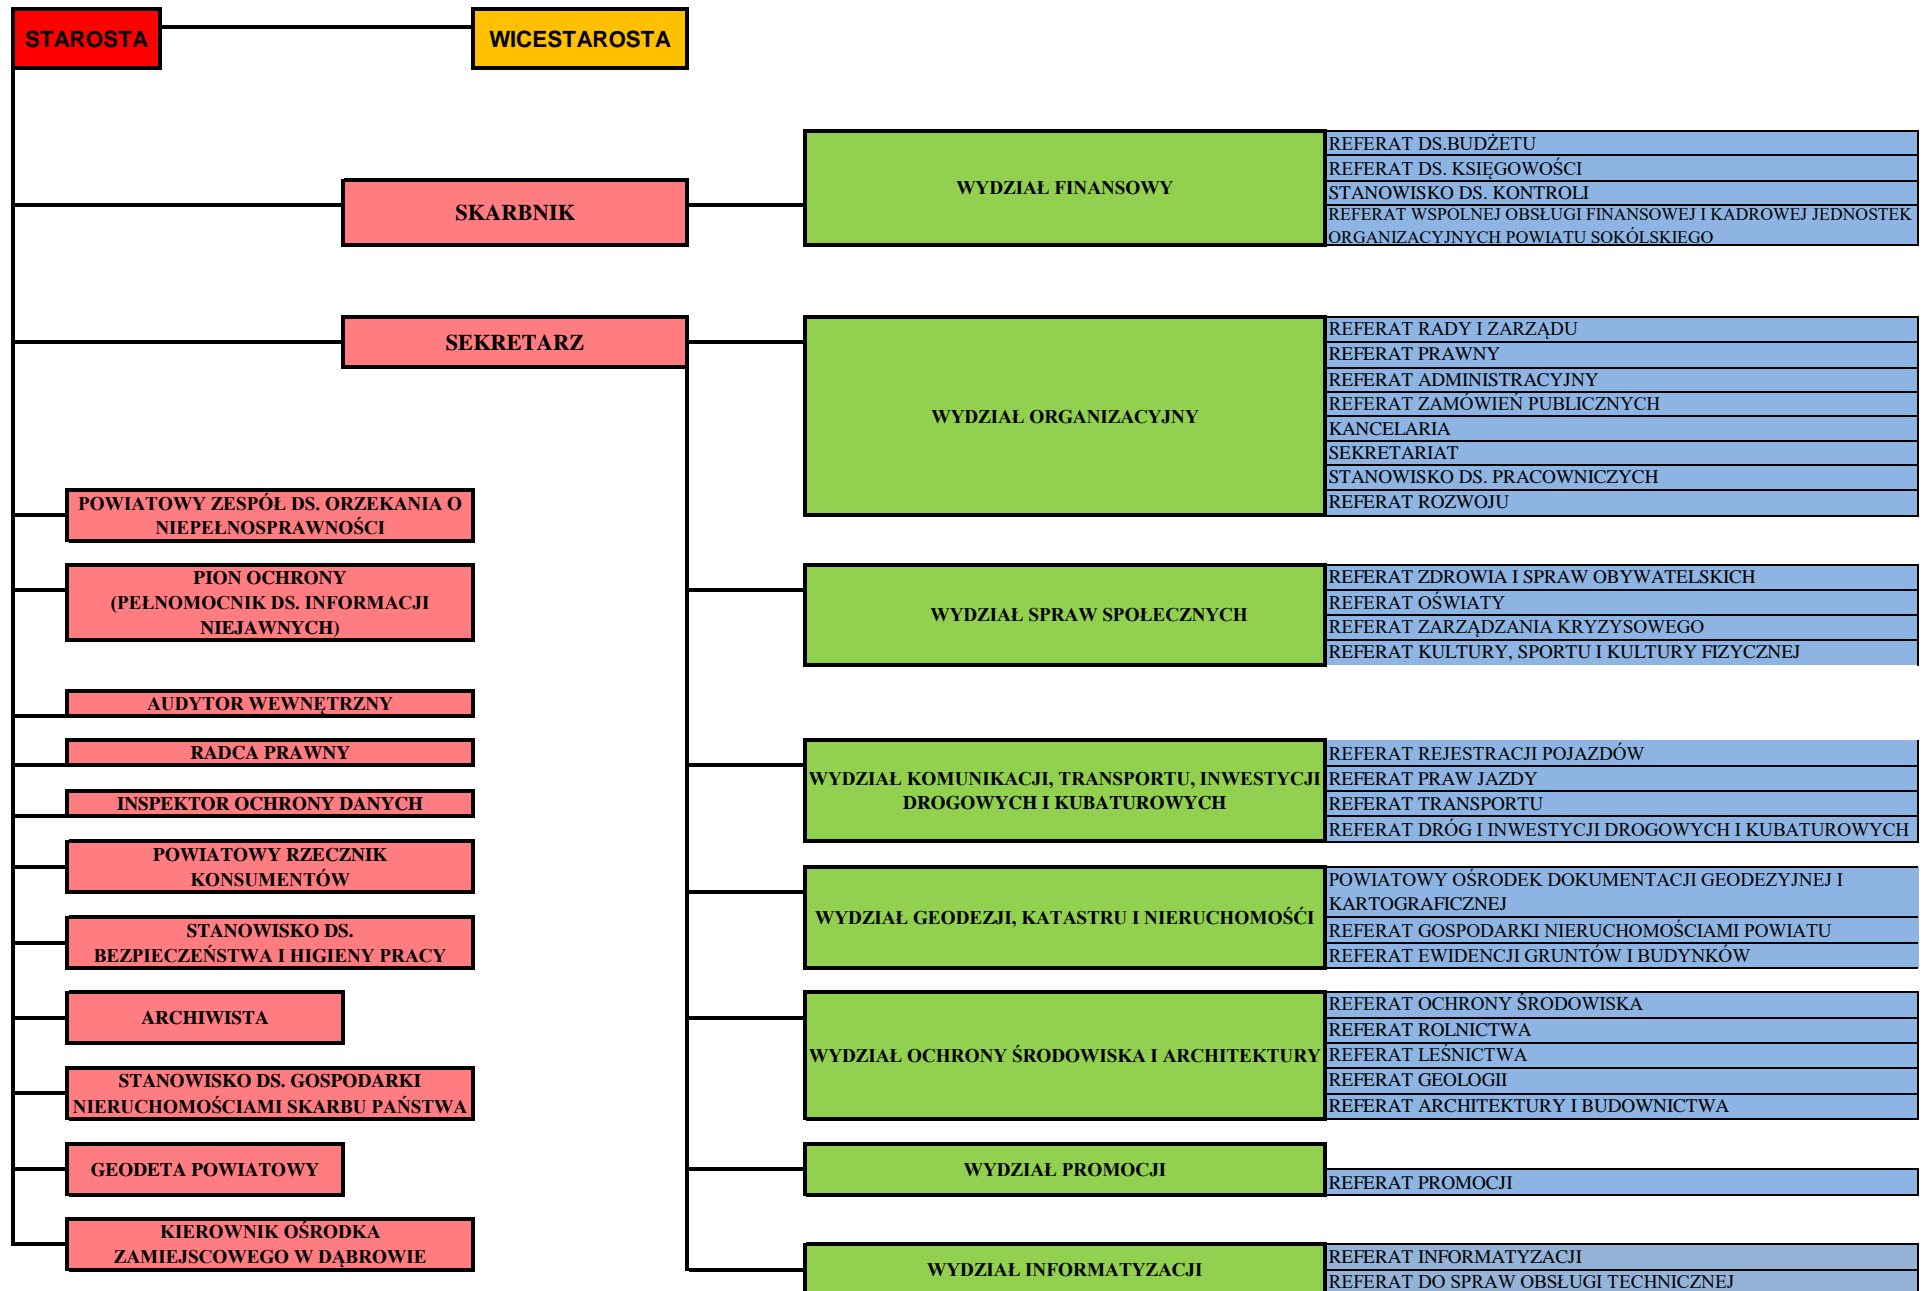 STAROSTA
WICESTAROSTA
SKARBNIK
WYDZIAŁ FINANSOWY
REFERAT DS.BUDŻETU
REFERAT DS. KSIĘGOWOŚCI
STANOWISKO DS. KONTROLI
REFERAT WSPÓLNEJ OBSŁUGI FINANSOWEJ I KADROWEJ JEDNOSTEK
ORGANIZACYJNYCH POWIATU SOKÓLSKIEGO
SEKRETARZ
WYDZIAŁ ORGANIZACYJNY
REFERAT RADY I ZARZĄDU
REFERAT PRAWNY
REFERAT ADMINISTRACYJNY
REFERAT ZAMÓWIEŃ PUBLICZNYCH
KANCELARIA
SEKRETARIAT
STANOWISKO DS. PRACOWNICZYCH
REFERAT ROZWOJU
POWIATOWY ZESPÓŁ DS. ORZEKANIA O
NIEPEŁNOSPRAWNOŚCI
PION OCHRONY
(PEŁNOMOCNIK DS. INFORMACJI
NIEJAWNYCH)
AUDYTOR WEWNĘTRZNY
RADCA PRAWNY
INSPEKTOR OCHRONY DANYCH
POWIATOWY RZECZNIK
KONSUMENTÓW
STANOWISKO DS.
BEZPIECZEŃSTWA I HIGIENY PRACY
ARCHIWISTA
STANOWISKO DS. GOSPODARKI
NIERUCHOMOŚCIAMI SKARBU PAŃSTWA
GEODETA POWIATOWY
KIEROWNIK OŚRODKA
ZAMIEJSCOWEGO W DĄBROWIE
WYDZIAŁ SPRAW SPOŁECZNYCH
REFERAT ZDROWIA I SPRAW OBYWATELSKICH
REFERAT OŚWIATY
REFERAT ZARZĄDZANIA KRYZYSOWEGO
REFERAT KULTURY, SPORTU I KULTURY FIZYCZNEJ
WYDZIAŁ KOMUNIKACJI, TRANSPORTU, INWESTYCJI
DROGOWYCH I KUBATUROWYCH
REFERAT REJESTRACJI POJAZDÓW
REFERAT PRAW JAZDY
REFERAT TRANSPORTU
REFERAT DRÓG I INWESTYCJI DROGOWYCH I KUBATUROWYCH
WYDZIAŁ GEODEZJI, KATASTRU I NIERUCHOMOŚĆI
POWIATOWY OŚRODEK DOKUMENTACJI GEODEZYJNEJ I
KARTOGRAFICZNEJ
REFERAT GOSPODARKI NIERUCHOMOŚCIAMI POWIATU
REFERAT EWIDENCJI GRUNTÓW I BUDYNKÓW
WYDZIAŁ OCHRONY ŚRODOWISKA I ARCHITEKTURY
REFERAT OCHRONY ŚRODOWISKA
REFERAT ROLNICTWA
REFERAT LEŚNICTWA
REFERAT GEOLOGII
REFERAT ARCHITEKTURY I BUDOWNICTWA
WYDZIAŁ PROMOCJI
REFERAT PROMOCJI
WYDZIAŁ INFORMATYZACJI
REFERAT INFORMATYZACJI
REFERAT DO SPRAW OBSŁUGI TECHNICZNEJ